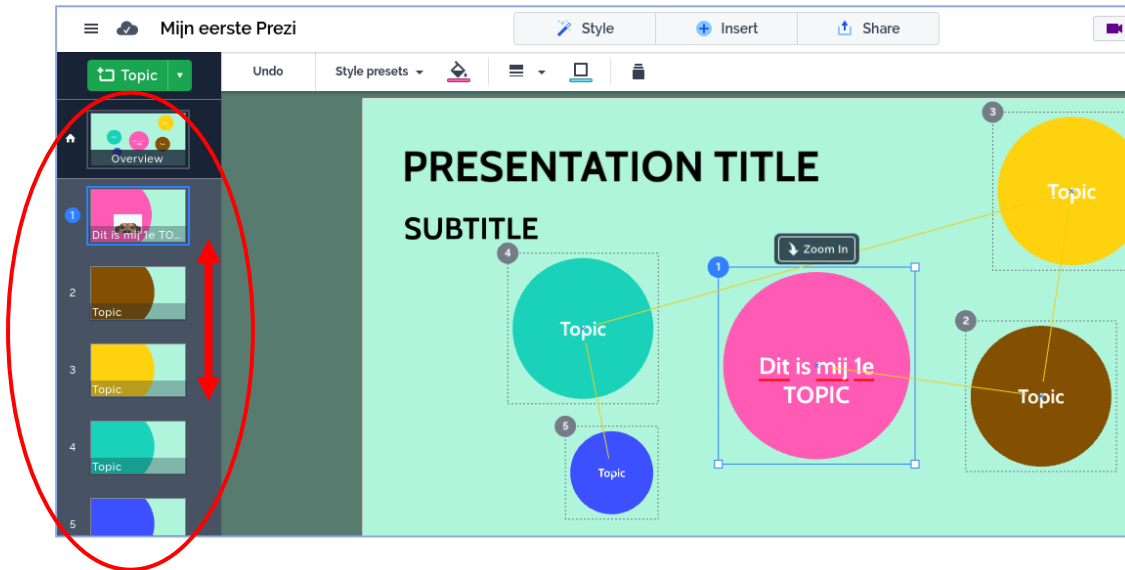 Mijn eerste Prezi
Style
Insert
Share
Topic
Undo
Style presets
Overview
1
Dit is mij 1e TO...
2
Topic
3
Topic
4
Topic
5
PRESENTATION TITLE
SUBTITLE
3
Topic
4
Topic
Zoom In
1
Dit is mij 1e
TOPIC
2
Topic
5
Topic